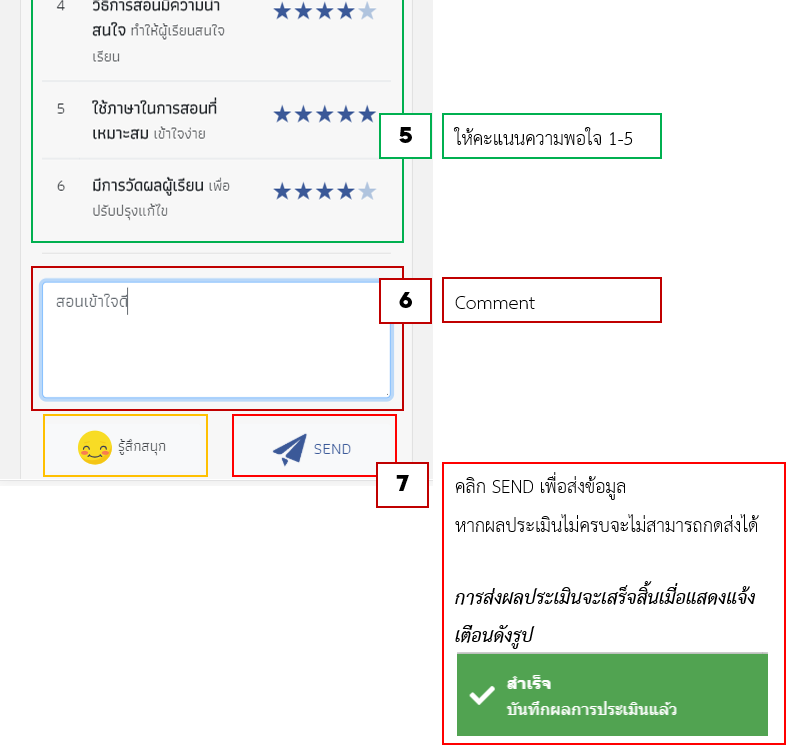 4 วิธีการสอนมีความน่า
สนใจ ทำให้ผู้เรียนสนใจ
เรียน
5 ใช้ภาษาในการสอนที่
เหมาะสม เข้าใจง่าย
5 ให้คะแนนความพอใจ 1-5
6 มีการวัดผลผู้เรียน เพื่อ
ปรับปรุงแก้ไข
สอนเข้าใจดี
6 Comment
รู้สึกสนุก
SEND
7 คลิก SEND เพื่อส่งข้อมูล
หากผลประเมินไม่ครบจะไม่สามารถกดส่งได้
การส่งผลประเมินจะเสร็จสิ้นเมื่อแสดงแจ้ง
เตือนดังรูป
สำเร็จ
บันทึกผลการประเมินแล้ว